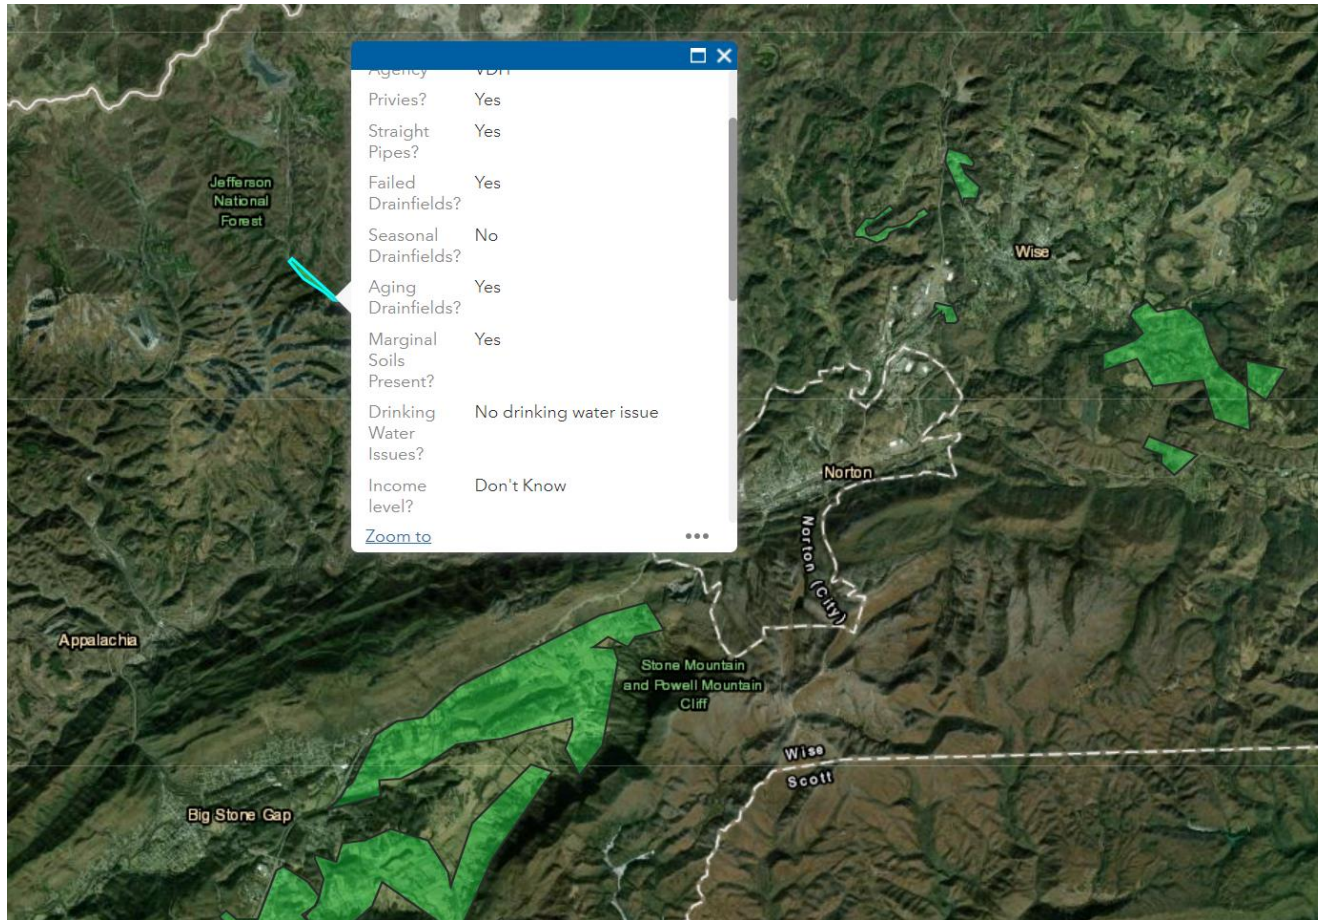 Agency VDH
Privies? Yes
Straight Yes
Pipes?
Failed Yes
Drainfields?
Seasonal No
Drainfields?
Aging Yes
Drainfields?
Marginal Yes
Soils
Present?
Drinking No drinking water issue
Water
Issues?
Income Don't Know
level?
Zoom to
Jefferson
National
Forest
Wise
Norton
Norton (City)
Appalachia
Stone Mountain
and Powell Mountain
Cliff
Wise
Scott
Big Stone Gap